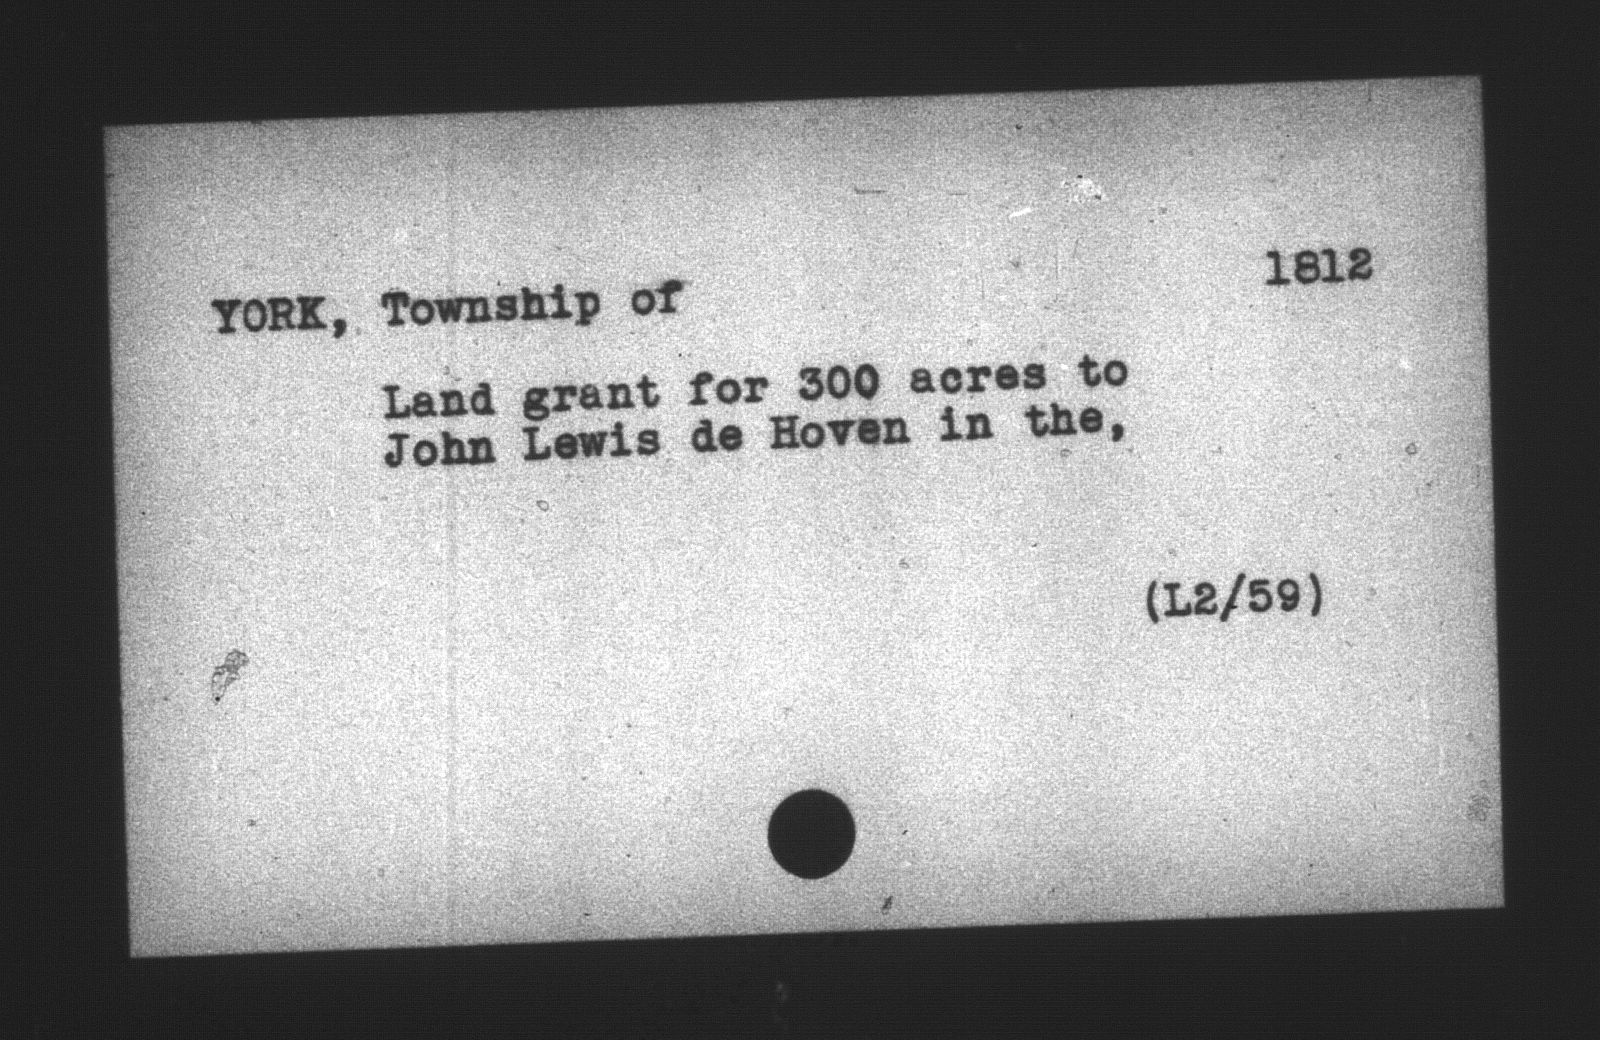 YORK, Township of 1812
Land grant for 300 acres to
John Lewis de Hoven in the,
(L2/59)